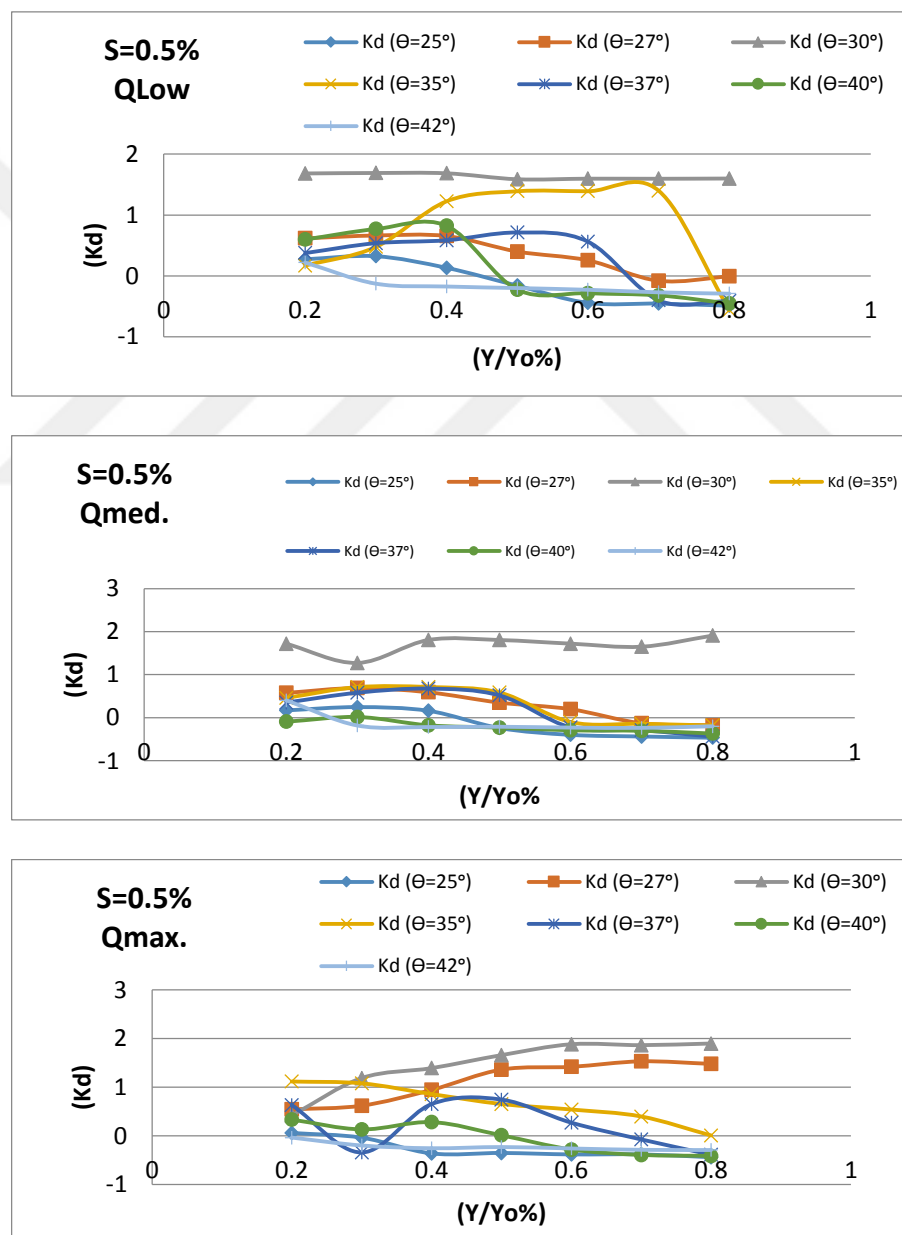 S=0.5%
QLow
Kd (Ɵ=25°) Kd (Ɵ=27°) Kd (Ɵ=30°)
Kd (Ɵ=35°) Kd (Ɵ=37°) Kd (Ɵ=40°)
Kd (Ɵ=42°)
2
1
0
-1
(Kd)
0 0.2 0.4 0.6 0.8 1
(Y/Yo%)
S=0.5%
Qmed.
Kd (Ɵ=25°) Kd (Ɵ=27°) Kd (Ɵ=30°) Kd (Ɵ=35°)
Kd (Ɵ=37°) Kd (Ɵ=40°) Kd (Ɵ=42°)
3
2
1
0
-1
(Kd)
0 0.2 0.4 0.6 0.8 1
(Y/Yo%
S=0.5%
Qmax.
Kd (Ɵ=25°) Kd (Ɵ=27°) Kd (Ɵ=30°)
Kd (Ɵ=35°) Kd (Ɵ=37°) Kd (Ɵ=40°)
Kd (Ɵ=42°)
3
2
1
0
-1
(Kd)
0 0.2 0.4 0.6 0.8 1
(Y/Yo%)